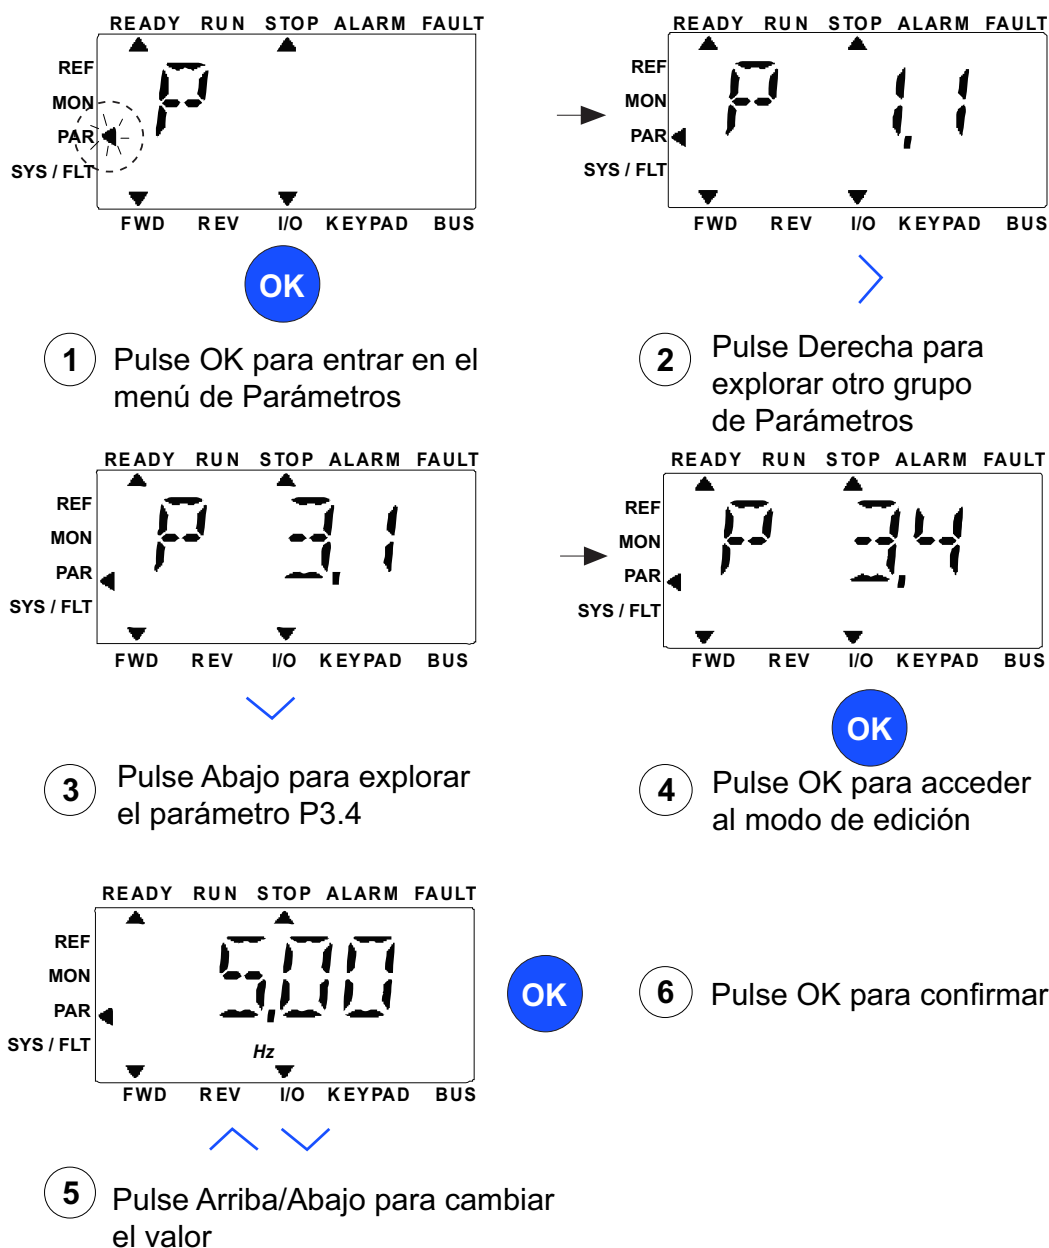 READY RUN STOP ALARM FAULT
REF
MON
PAR
SYS / FLT
P
FWD REV I/O KEYPAD BUS
OK
1 Pulse OK para entrar en el
menú de Parámetros
READY RUN STOP ALARM FAULT
REF
MON
PAR
SYS / FLT
P 1,1
FWD REV I/O KEYPAD BUS
2 Pulse Derecha para
explorar otro grupo
de Parámetros
READY RUN STOP ALARM FAULT
REF
MON
PAR
SYS / FLT
P 3,1
FWD REV I/O KEYPAD BUS
3 Pulse Abajo para explorar
el parámetro P3.4
READY RUN STOP ALARM FAULT
REF
MON
PAR
SYS / FLT
P 3,4
FWD REV I/O KEYPAD BUS
OK
4 Pulse OK para acceder
al modo de edición
READY RUN STOP ALARM FAULT
REF
MON
PAR
SYS / FLT
5,00
Hz
FWD REV I/O KEYPAD BUS
5 Pulse Arriba/Abajo para cambiar
el valor
OK
6 Pulse OK para confirmar